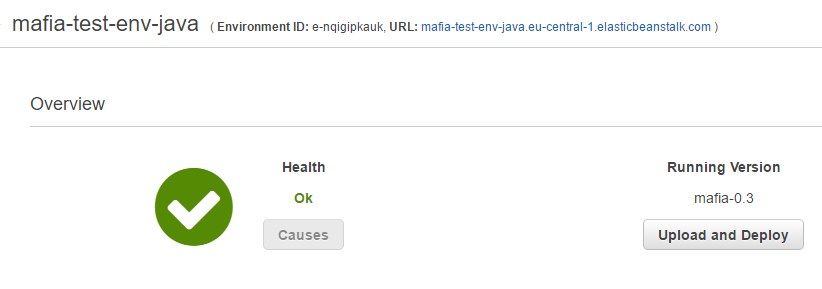 mafia-test-env-java ( Environment ID: e-nqigipkauk, URL: mafia-test-env-java.eu-central-1.elasticbeanstalk.com )
Overview
Health
Running Version
Ok
mafia-0.3
Causes
Upload and Deploy